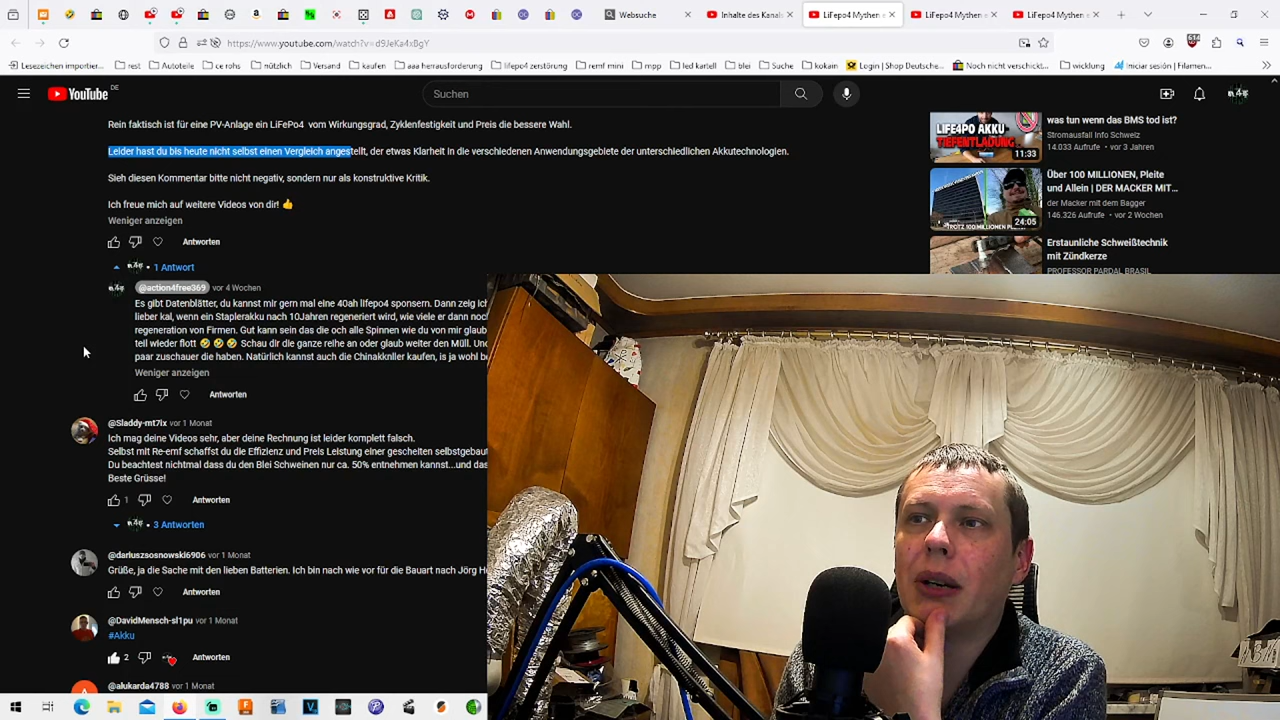 Websuche
Inhalte des Kanals
LiFepo4 Mythen
LiFepo4 Mythen
LiFepo4 Mythen
https://www.youtube.com/watch?v=d9JeKa4xBgY
Lesezeichen importier...
rest
Autoteile
ce rohs
nützlich
Versand
kaufen
aaa herrausforderung
lifepo4 zerstörung
remf mini
mpp
led kartell
blei
Suche
kokain
Login | Shop Deutsche...
Noch nicht verschickt...
wicklung
Iniciar sesión | Filamen...
YouTube DE
Suchen
Rein faktisch ist für eine PV-Anlage ein LiFePo4 vom Wirkungsgrad, Zyklenfestigkeit und Preis die bessere Wahl.
Leider hast du bis heute nicht selbst einen Vergleich angestellt, der etwas Klarheit in die verschiedenen Anwendungsgebiete der unterschiedlichen Akkutechnologien.
Sieh diesen Kommentar bitte nicht negativ, sondern nur als konstruktive Kritik.
Ich freue mich auf weitere Videos von dir! 👍
Weniger anzeigen
Antworten
1 Antwort
@action4free369 vor 4 Wochen
Es gibt Datenblätter, du kannst mir gern mal eine 40ah lifepo4 sponsern. Dann zeig ich
lieber kal, wenn ein Staplerakku nach 10Jahren regeneriert wird, wie viele er dann noch
regeneration von Firmen. Gut kann sein das die och alle Spinnen wie du von mir glaub
teil wieder flott 🤣 🤣 🤣 Schau dir die ganze reihe an oder glaub weiter den Müll. Und
paar zuschauer die haben. Natürlich kannst auch die Chinakknller kaufen, is ja wohl be
Weniger anzeigen
Antworten
@Sladdy-mt7ix vor 1 Monat
Ich mag deine Videos sehr, aber deine Rechnung ist leider komplett falsch.
Selbst mit Re-emf schaffst du die Effizienz und Preis Leistung einer gescheiten selbstgebaut
Du beachtest nichtmal dass du den Blei Schweinen nur ca. 50% entnehmen kannst...und das
Beste Grüsse!
1 Antworten
3 Antworten
@dariuszsosnowski6906 vor 1 Monat
Grüße, ja die Sache mit den lieben Batterien. Ich bin nach wie vor für die Bauart nach Jörg H
Antworten
@DavidMensch-sl1pu vor 1 Monat
#Akku
2 Antworten
@alukarda4788 vor 1 Monat
LIFE4PO AKKU
TIEFENTLADUNG
11:33
was tun wenn das BMS tod ist?
Stromausfall Info Schweiz
14.033 Aufrufe • vor 3 Jahren
TROTZ 100 MILLIONEN
24:05
Über 100 MILLIONEN, Pleite
und Allein | DER MACKER MIT...
der Macker mit dem Bagger
146.326 Aufrufe • vor 2 Wochen
Erstaunliche Schweißtechnik
mit Zündkerze
PROFESSOR PARDAL BRASIL